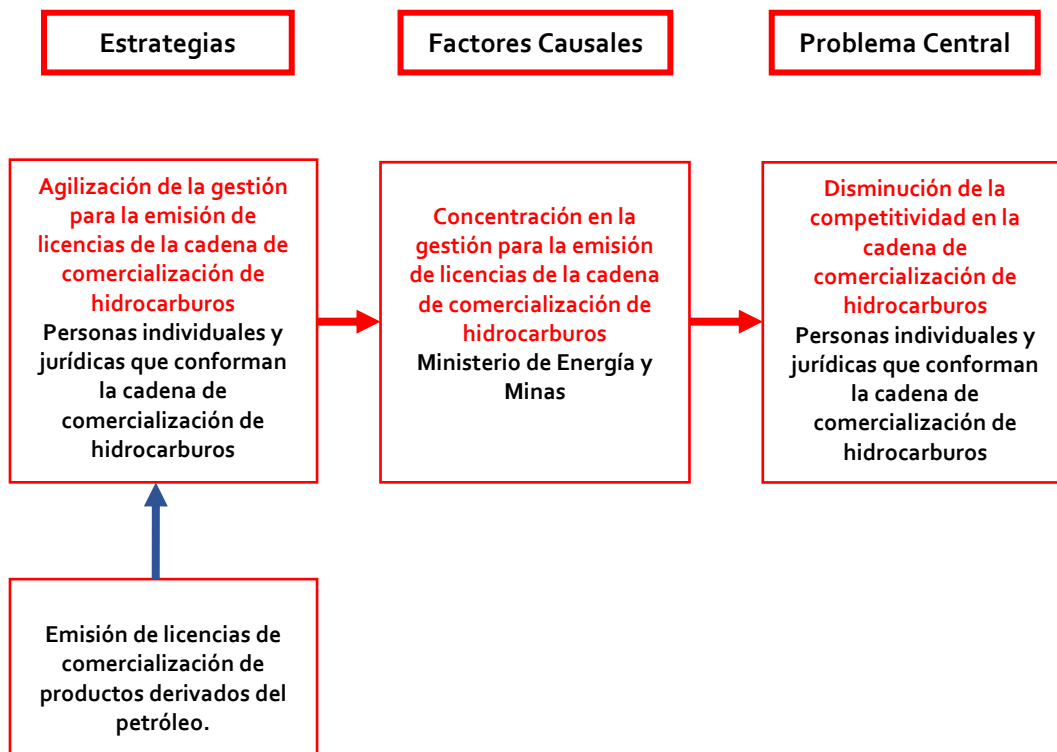 Estrategias
Factores Causales
Problema Central
Agilización de la gestión
para la emisión de
licencias de la cadena de
comercialización de
hidrocarburos
Personas individuales y
jurídicas que conforman
la cadena de
comercialización de
hidrocarburos
Concentración en la
gestión para la emisión
de licencias de la cadena
de comercialización de
hidrocarburos
Ministerio de Energía y
Minas
Disminución de la
competitividad en la
cadena de
comercialización de
hidrocarburos
Personas individuales y
jurídicas que conforman
la cadena de
comercialización de
hidrocarburos
Emisión de licencias de
comercialización de
productos derivados del
petróleo.